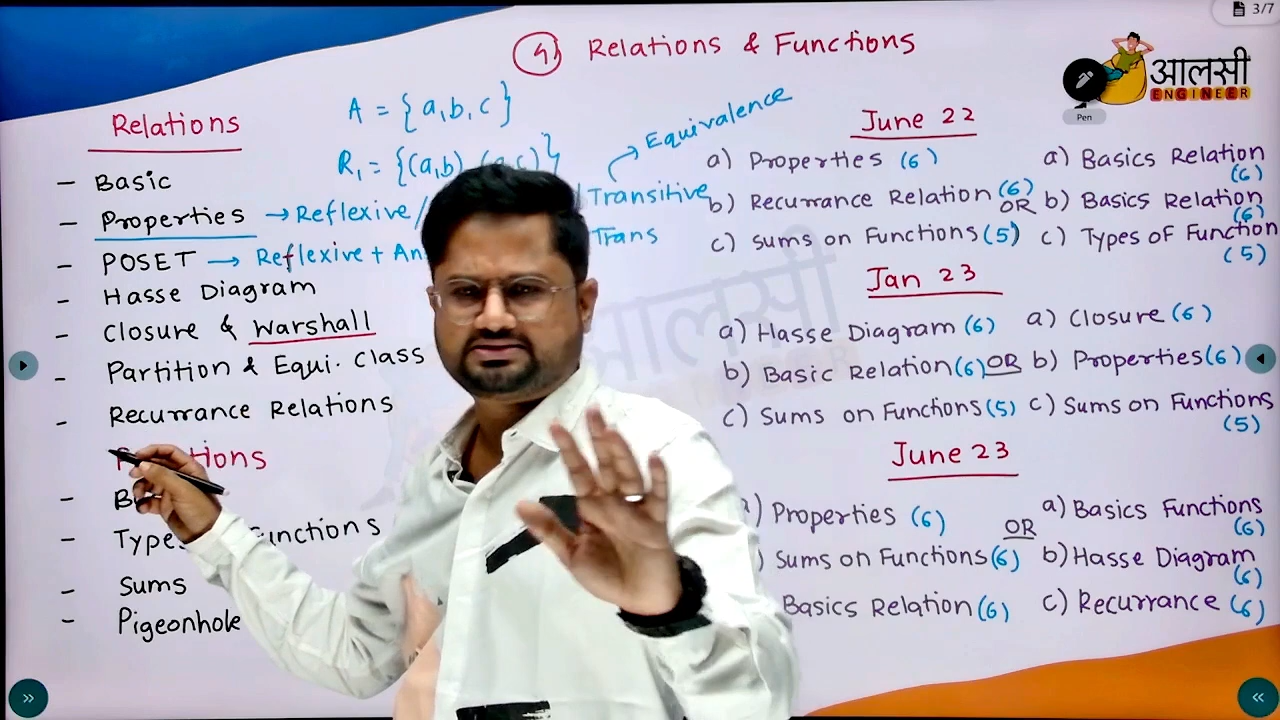 3/7
4) Relations & Functions
आलसी
ENGINEER
Pen
A = {a,b,c}
R₁ = {(a,b)
Equivalence
Relations
- Basic
- Properties → Reflexive/ Transitive
- POSET → Reflexive + An Trans
- Hasse Diagram
- Closure & Warshall
- Partition & Equi. Class
- Recurrance Relations
- Types Functions
- Sums
- Pigeonhole
June 22
a) Properties (6)
b) Recurrance Relation (6)
c) Sums on Functions (5)
OR
a) Basics Relation (6)
b) Basics Relation (6)
c) Types of Function (5)
Jan 23
a) Hasse Diagram (6)
b) Basic Relation (6)
c) Sums on Functions (5)
OR
a) Closure (6)
b) Properties (6)
c) Sums on Functions (5)
June 23
Properties (6)
Sums on Functions (6)
Basics Relation (6)
OR
a) Basics Functions (6)
b) Hasse Diagram (6)
c) Recurrance (6)
आलसी